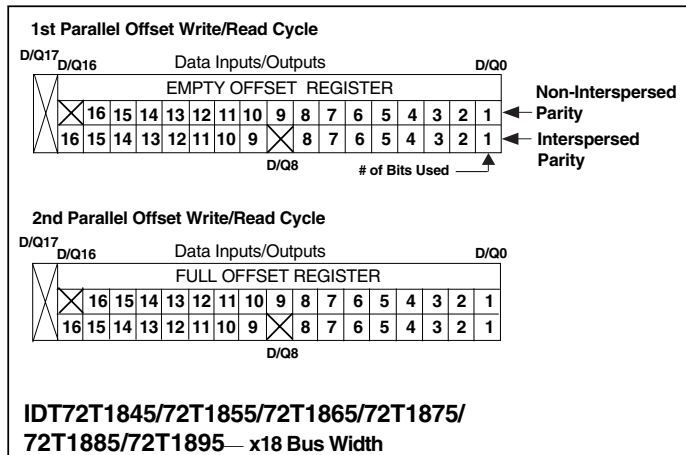 1st Parallel Offset Write/Read Cycle
D/Q17 D/Q16 Data Inputs/Outputs D/Q0
EMPTY OFFSET REGISTER
16 15 14 13 12 11 10 9 8 7 6 5 4 3 2 1
Non-Interspersed
Parity
16 15 14 13 12 11 10 9 8 7 6 5 4 3 2 1
Interspersed
Parity
D/Q8
# of Bits Used
2nd Parallel Offset Write/Read Cycle
D/Q17 D/Q16 Data Inputs/Outputs D/Q0
FULL OFFSET REGISTER
16 15 14 13 12 11 10 9 8 7 6 5 4 3 2 1
16 15 14 13 12 11 10 9 8 7 6 5 4 3 2 1
D/Q8
IDT72T1845/72T1855/72T1865/72T1875/
72T1885/72T1895— x18 Bus Width